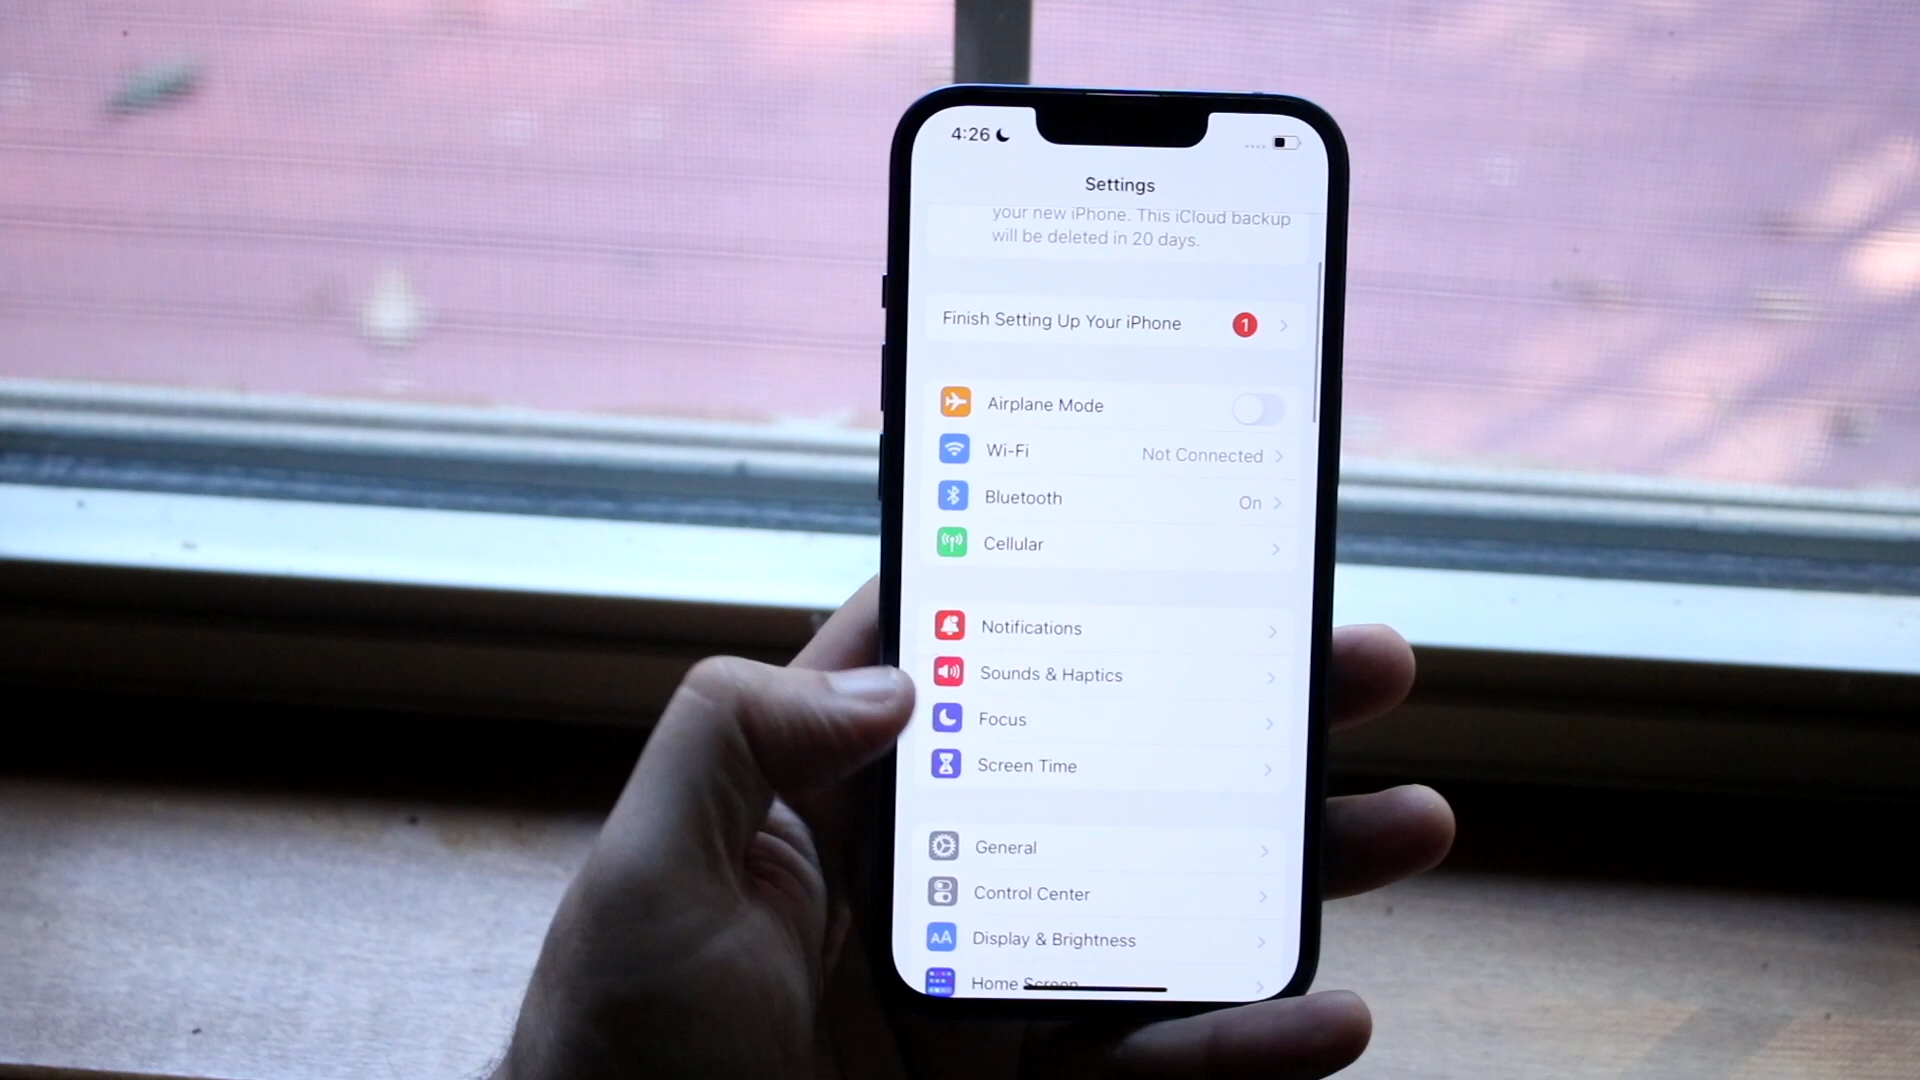 4:26
Settings
your new iPhone. This iCloud backup
will be deleted in 20 days.
Finish Setting Up Your iPhone 1
Airplane Mode
Wi-Fi Not Connected
Bluetooth On
Cellular
Notifications
Sounds & Haptics
Focus
Screen Time
General
Control Center
AA Display & Brightness
Home Screen